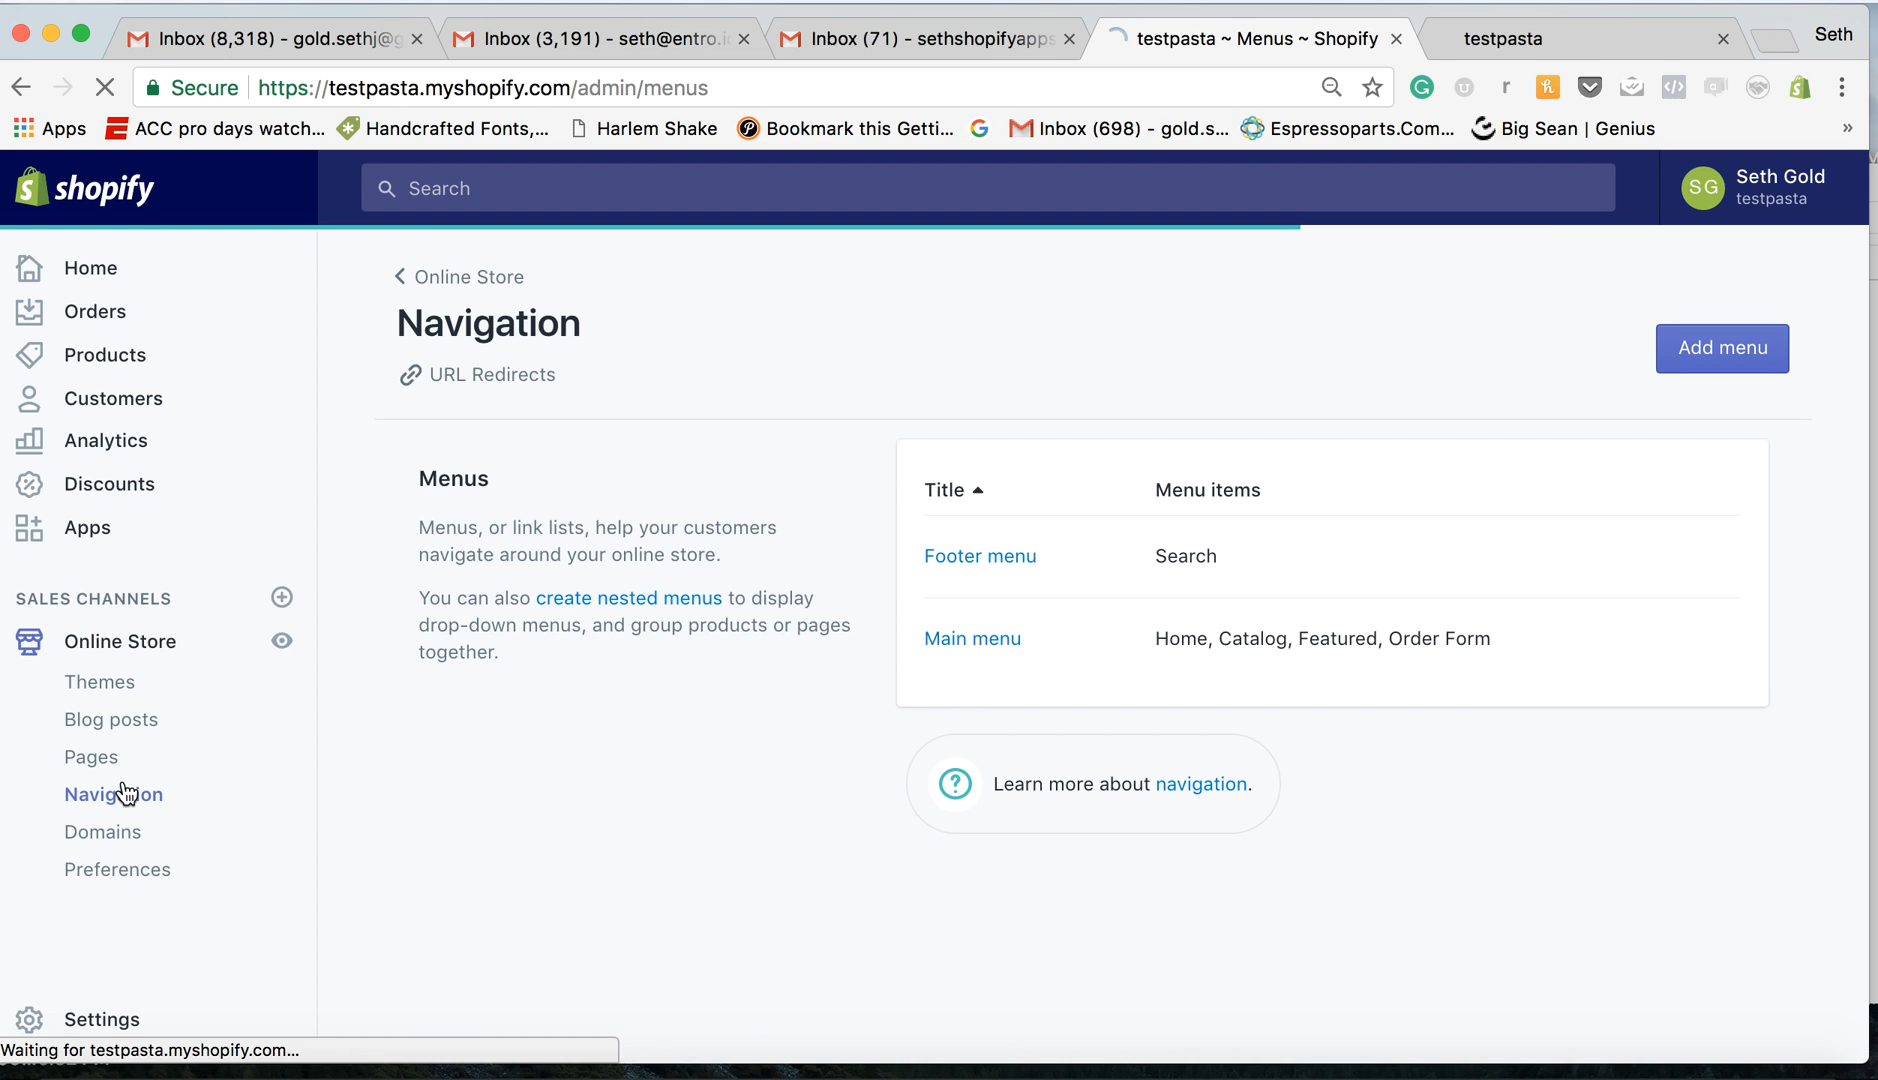 Inbox (8,318) - gold.sethj@g
Inbox (3,191) - seth@entro.i
Inbox (71) - sethshopifyapps
testpasta ~ Menus ~ Shopify
testpasta
Seth
Secure
https://testpasta.myshopify.com/admin/menus
Apps
ACC pro days watch...
Handcrafted Fonts,...
Harlem Shake
Bookmark this Getti...
Inbox (698) - gold.s...
Espressoparts.Com...
Big Sean | Genius
»
shopify
Search
SG
Seth Gold
testpasta
Home
Orders
Products
Customers
Analytics
Discounts
Apps
SALES CHANNELS
Online Store
Themes
Blog posts
Pages
Navigation
Domains
Preferences
Settings
Waiting for testpasta.myshopify.com...
Online Store
Navigation
URL Redirects
Add menu
Menus
Menus, or link lists, help your customers
navigate around your online store.
You can also create nested menus to display
drop-down menus, and group products or pages
together.
Title
Menu items
Footer menu
Search
Main menu
Home, Catalog, Featured, Order Form
Learn more about navigation.